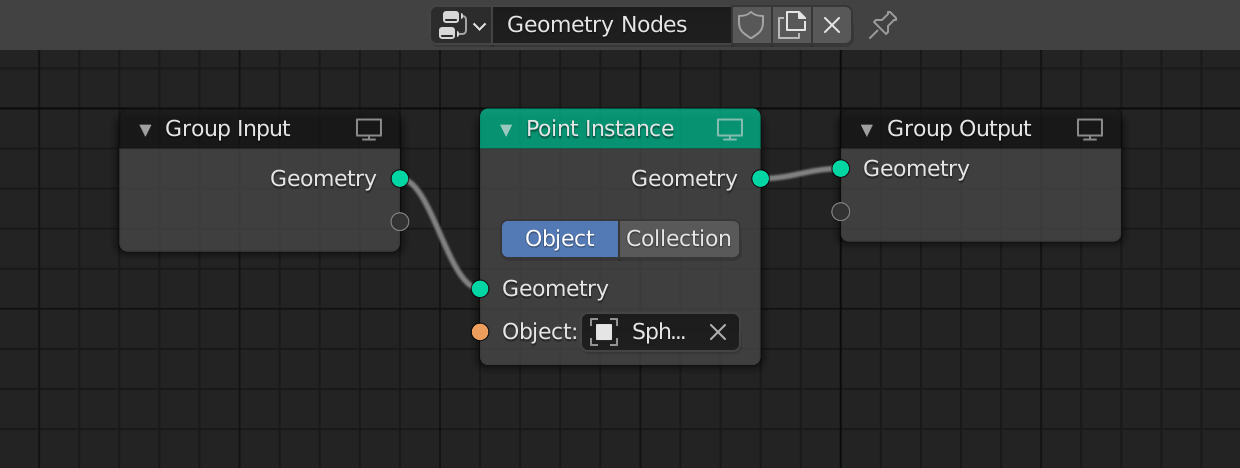 Geometry Nodes
Group Input
Geometry
Point Instance
Geometry
Object Collection
Geometry
Object: Sph...
Group Output
Geometry